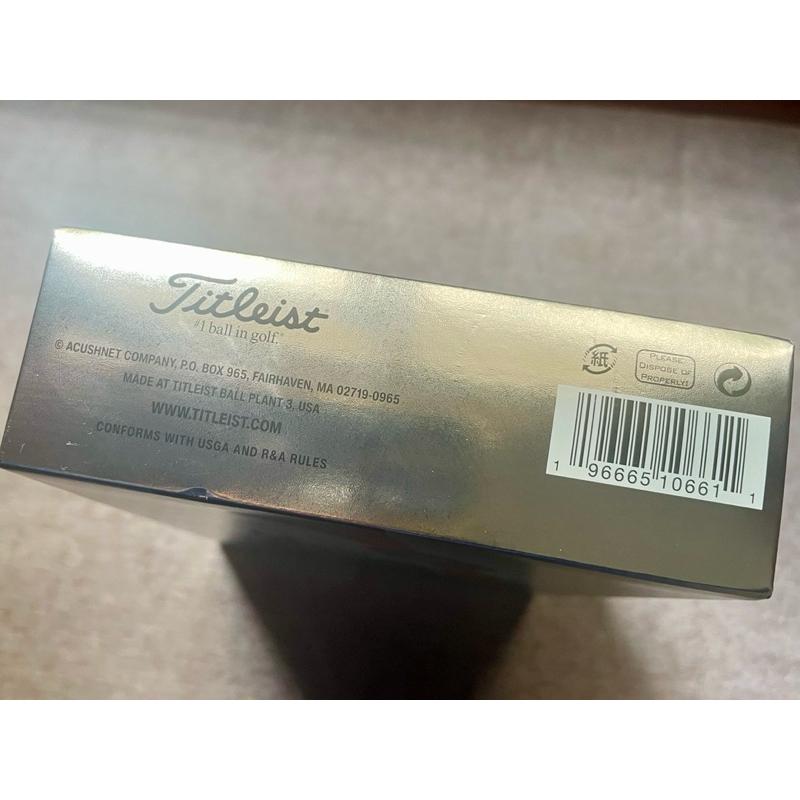 Titleist
#1 ball in golf.
© ACUSHNET COMPANY, P.O. BOX 965, FAIRHAVEN, MA 02719-0965
MADE AT TITLEIST BALL PLANT 3, USA
WWW.TITLEIST.COM
CONFORMS WITH USGA AND R&A RULES
紙
PLEASE
DISPOSE OF
PROPERLY!
1 96665 10661 1